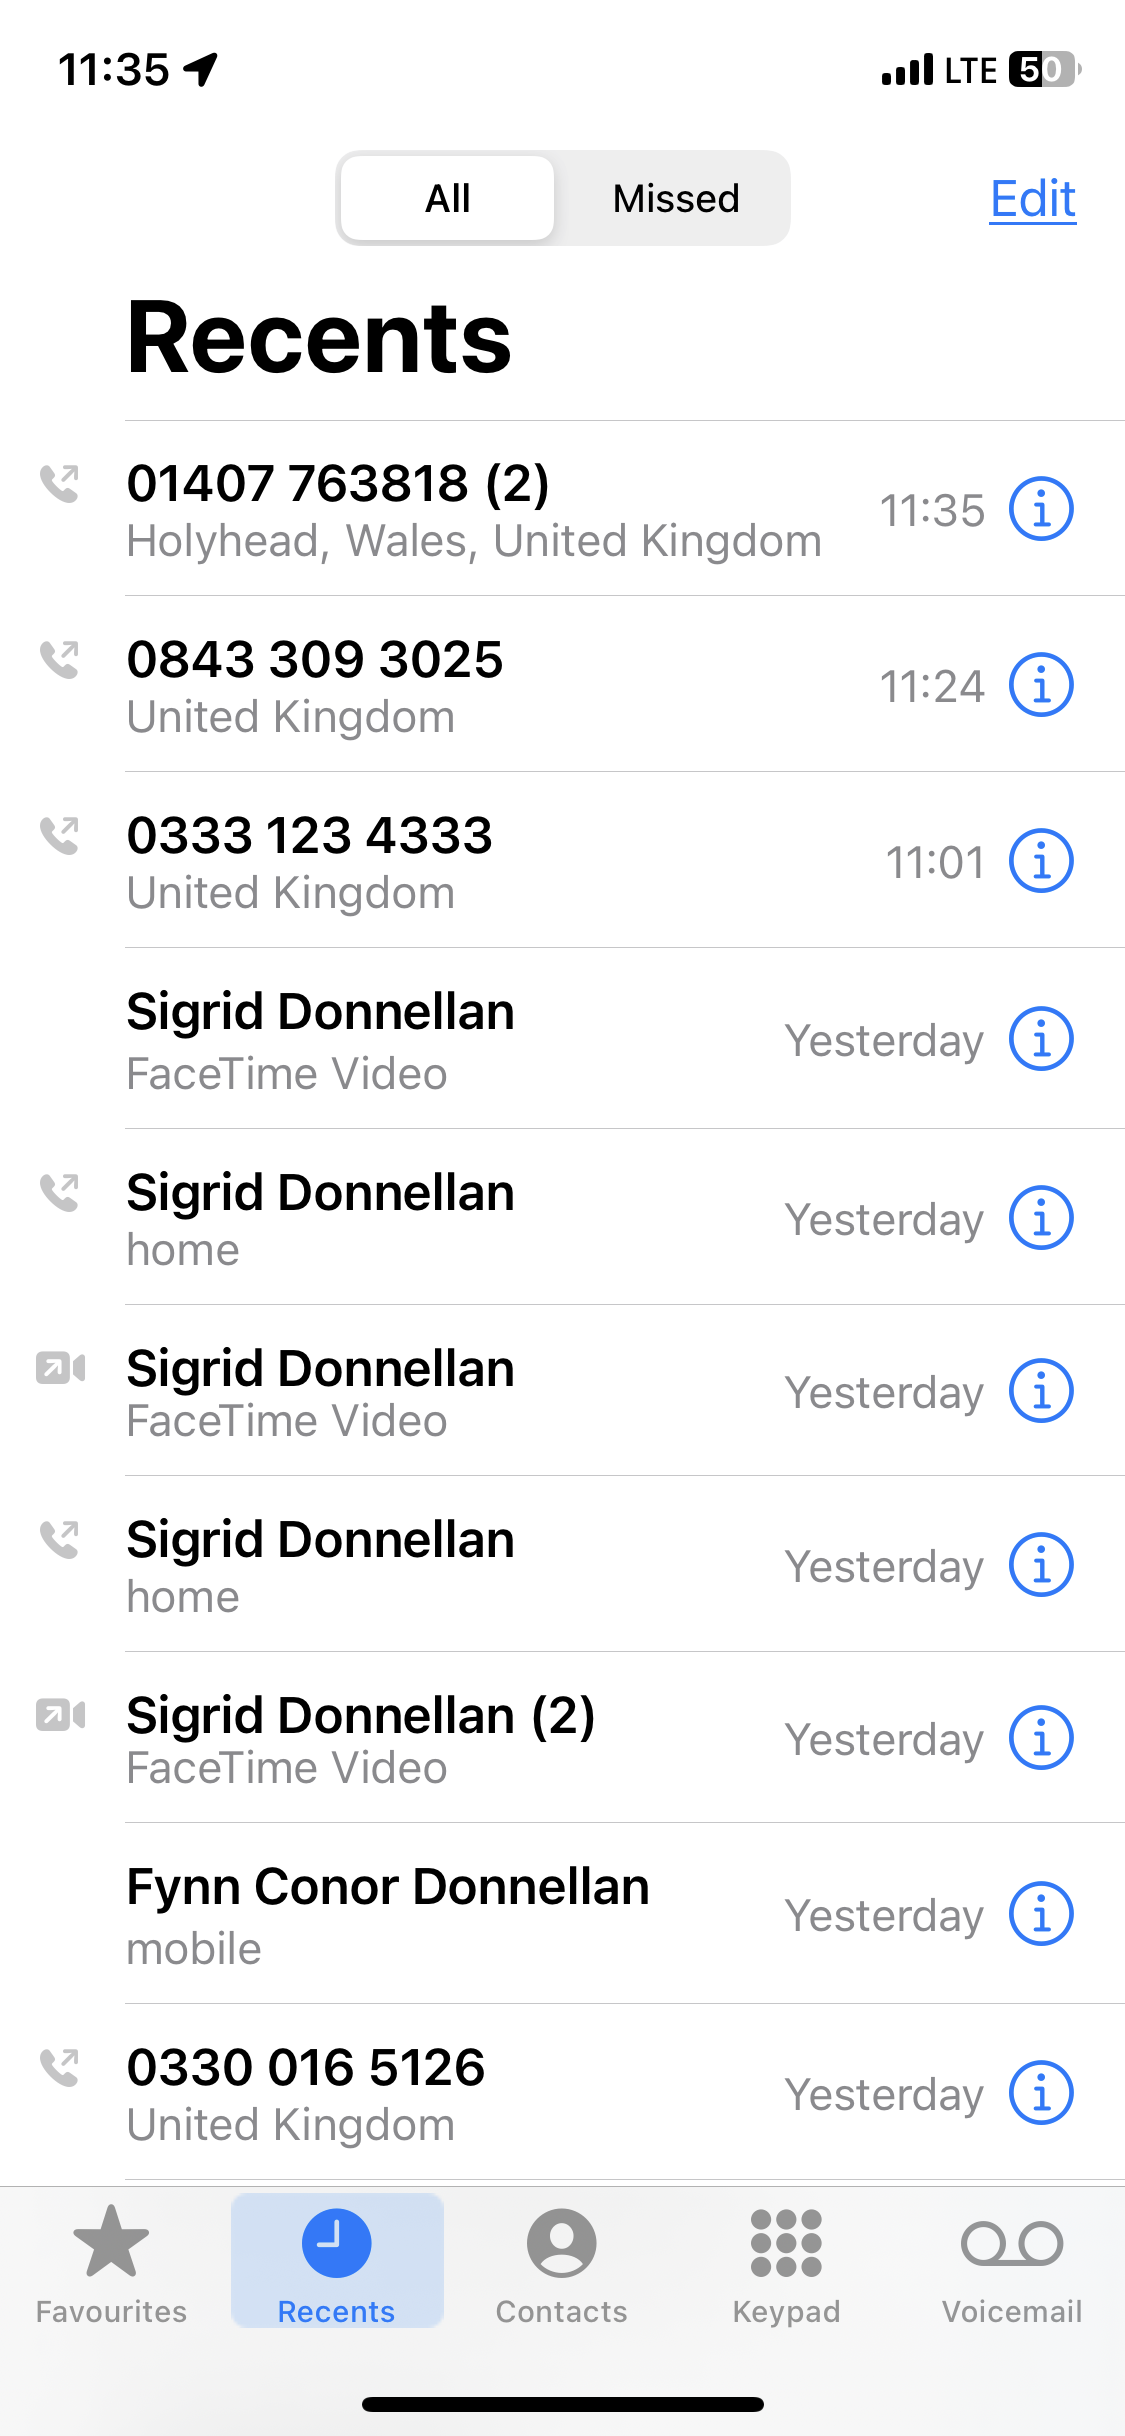 11:35 LTE 50
All Missed Edit
Recents
01407 763818 (2)
Holyhead, Wales, United Kingdom
11:35
0843 309 3025
United Kingdom
11:24
0333 123 4333
United Kingdom
11:01
Sigrid Donnellan
FaceTime Video
Yesterday
Sigrid Donnellan
home
Yesterday
Sigrid Donnellan
FaceTime Video
Yesterday
Sigrid Donnellan
home
Yesterday
Sigrid Donnellan (2)
FaceTime Video
Yesterday
Fynn Conor Donnellan
mobile
Yesterday
0330 016 5126
United Kingdom
Yesterday
Favourites Recents Contacts Keypad Voicemail